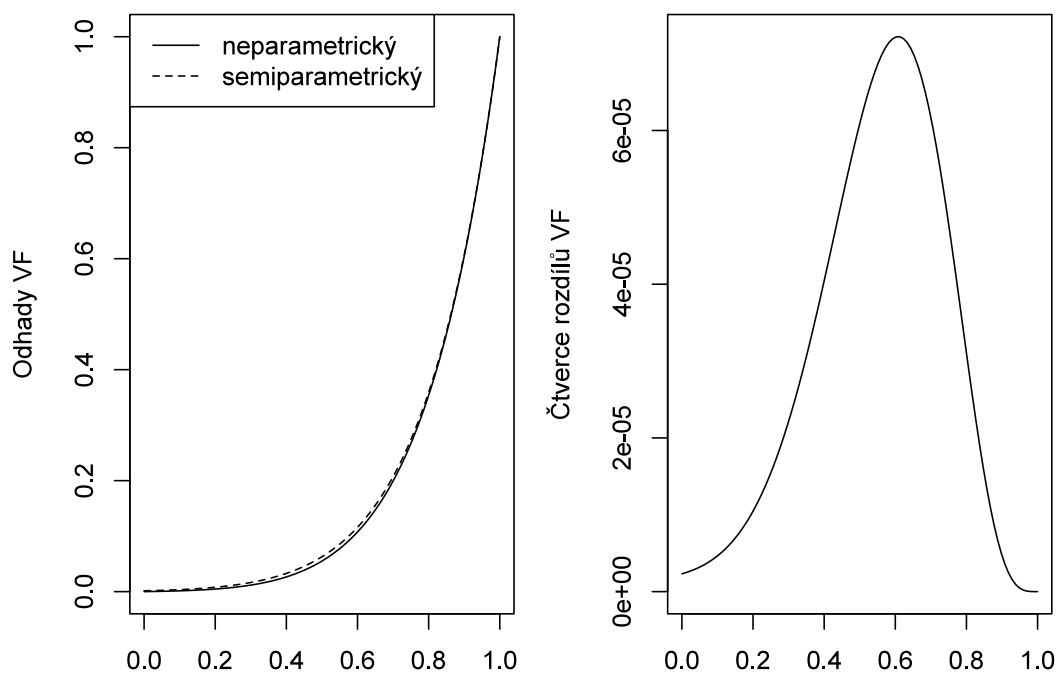 neparametrický
semiparametrický
Odhady VF
1.0
0.8
0.6
0.4
0.2
0.0
0.0 0.2 0.4 0.6 0.8 1.0
Čtverce rozdílů VF
6e-05
4e-05
2e-05
0e+00
0.0 0.2 0.4 0.6 0.8 1.0